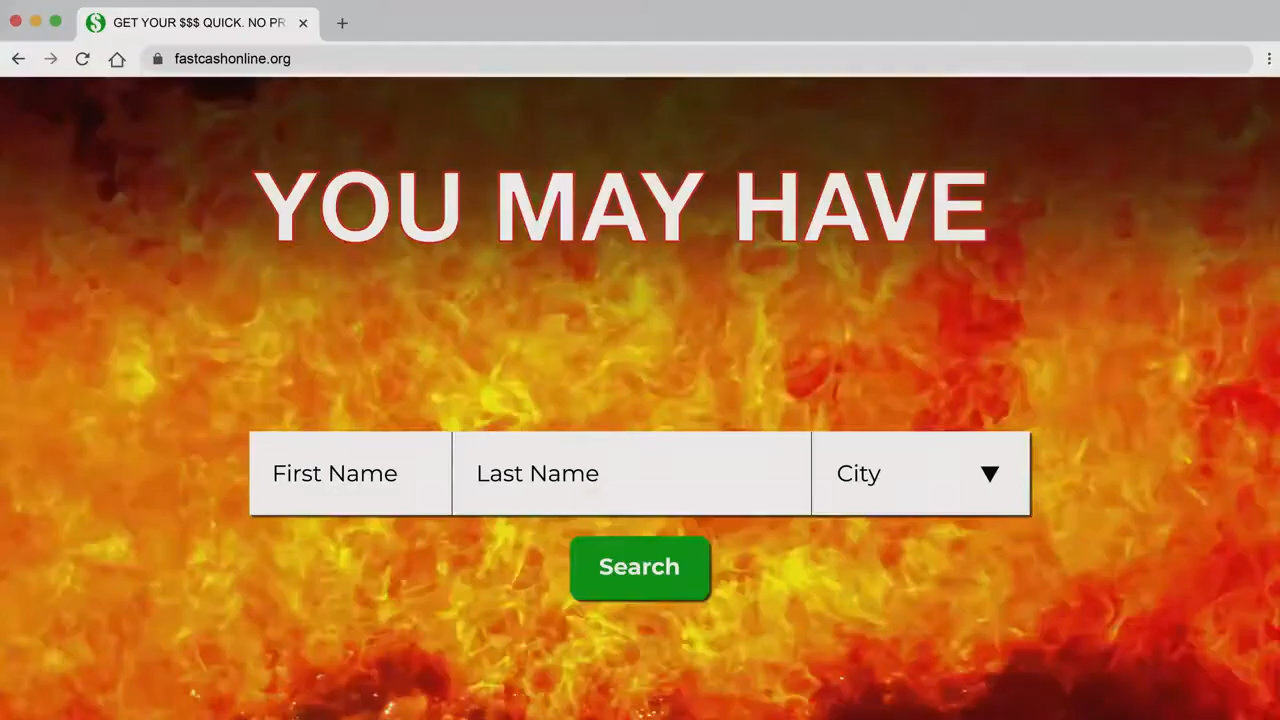 GET YOUR $$$ QUICK. NO PR
fastcashonline.org
YOU MAY HAVE
First Name
Last Name
City
Search